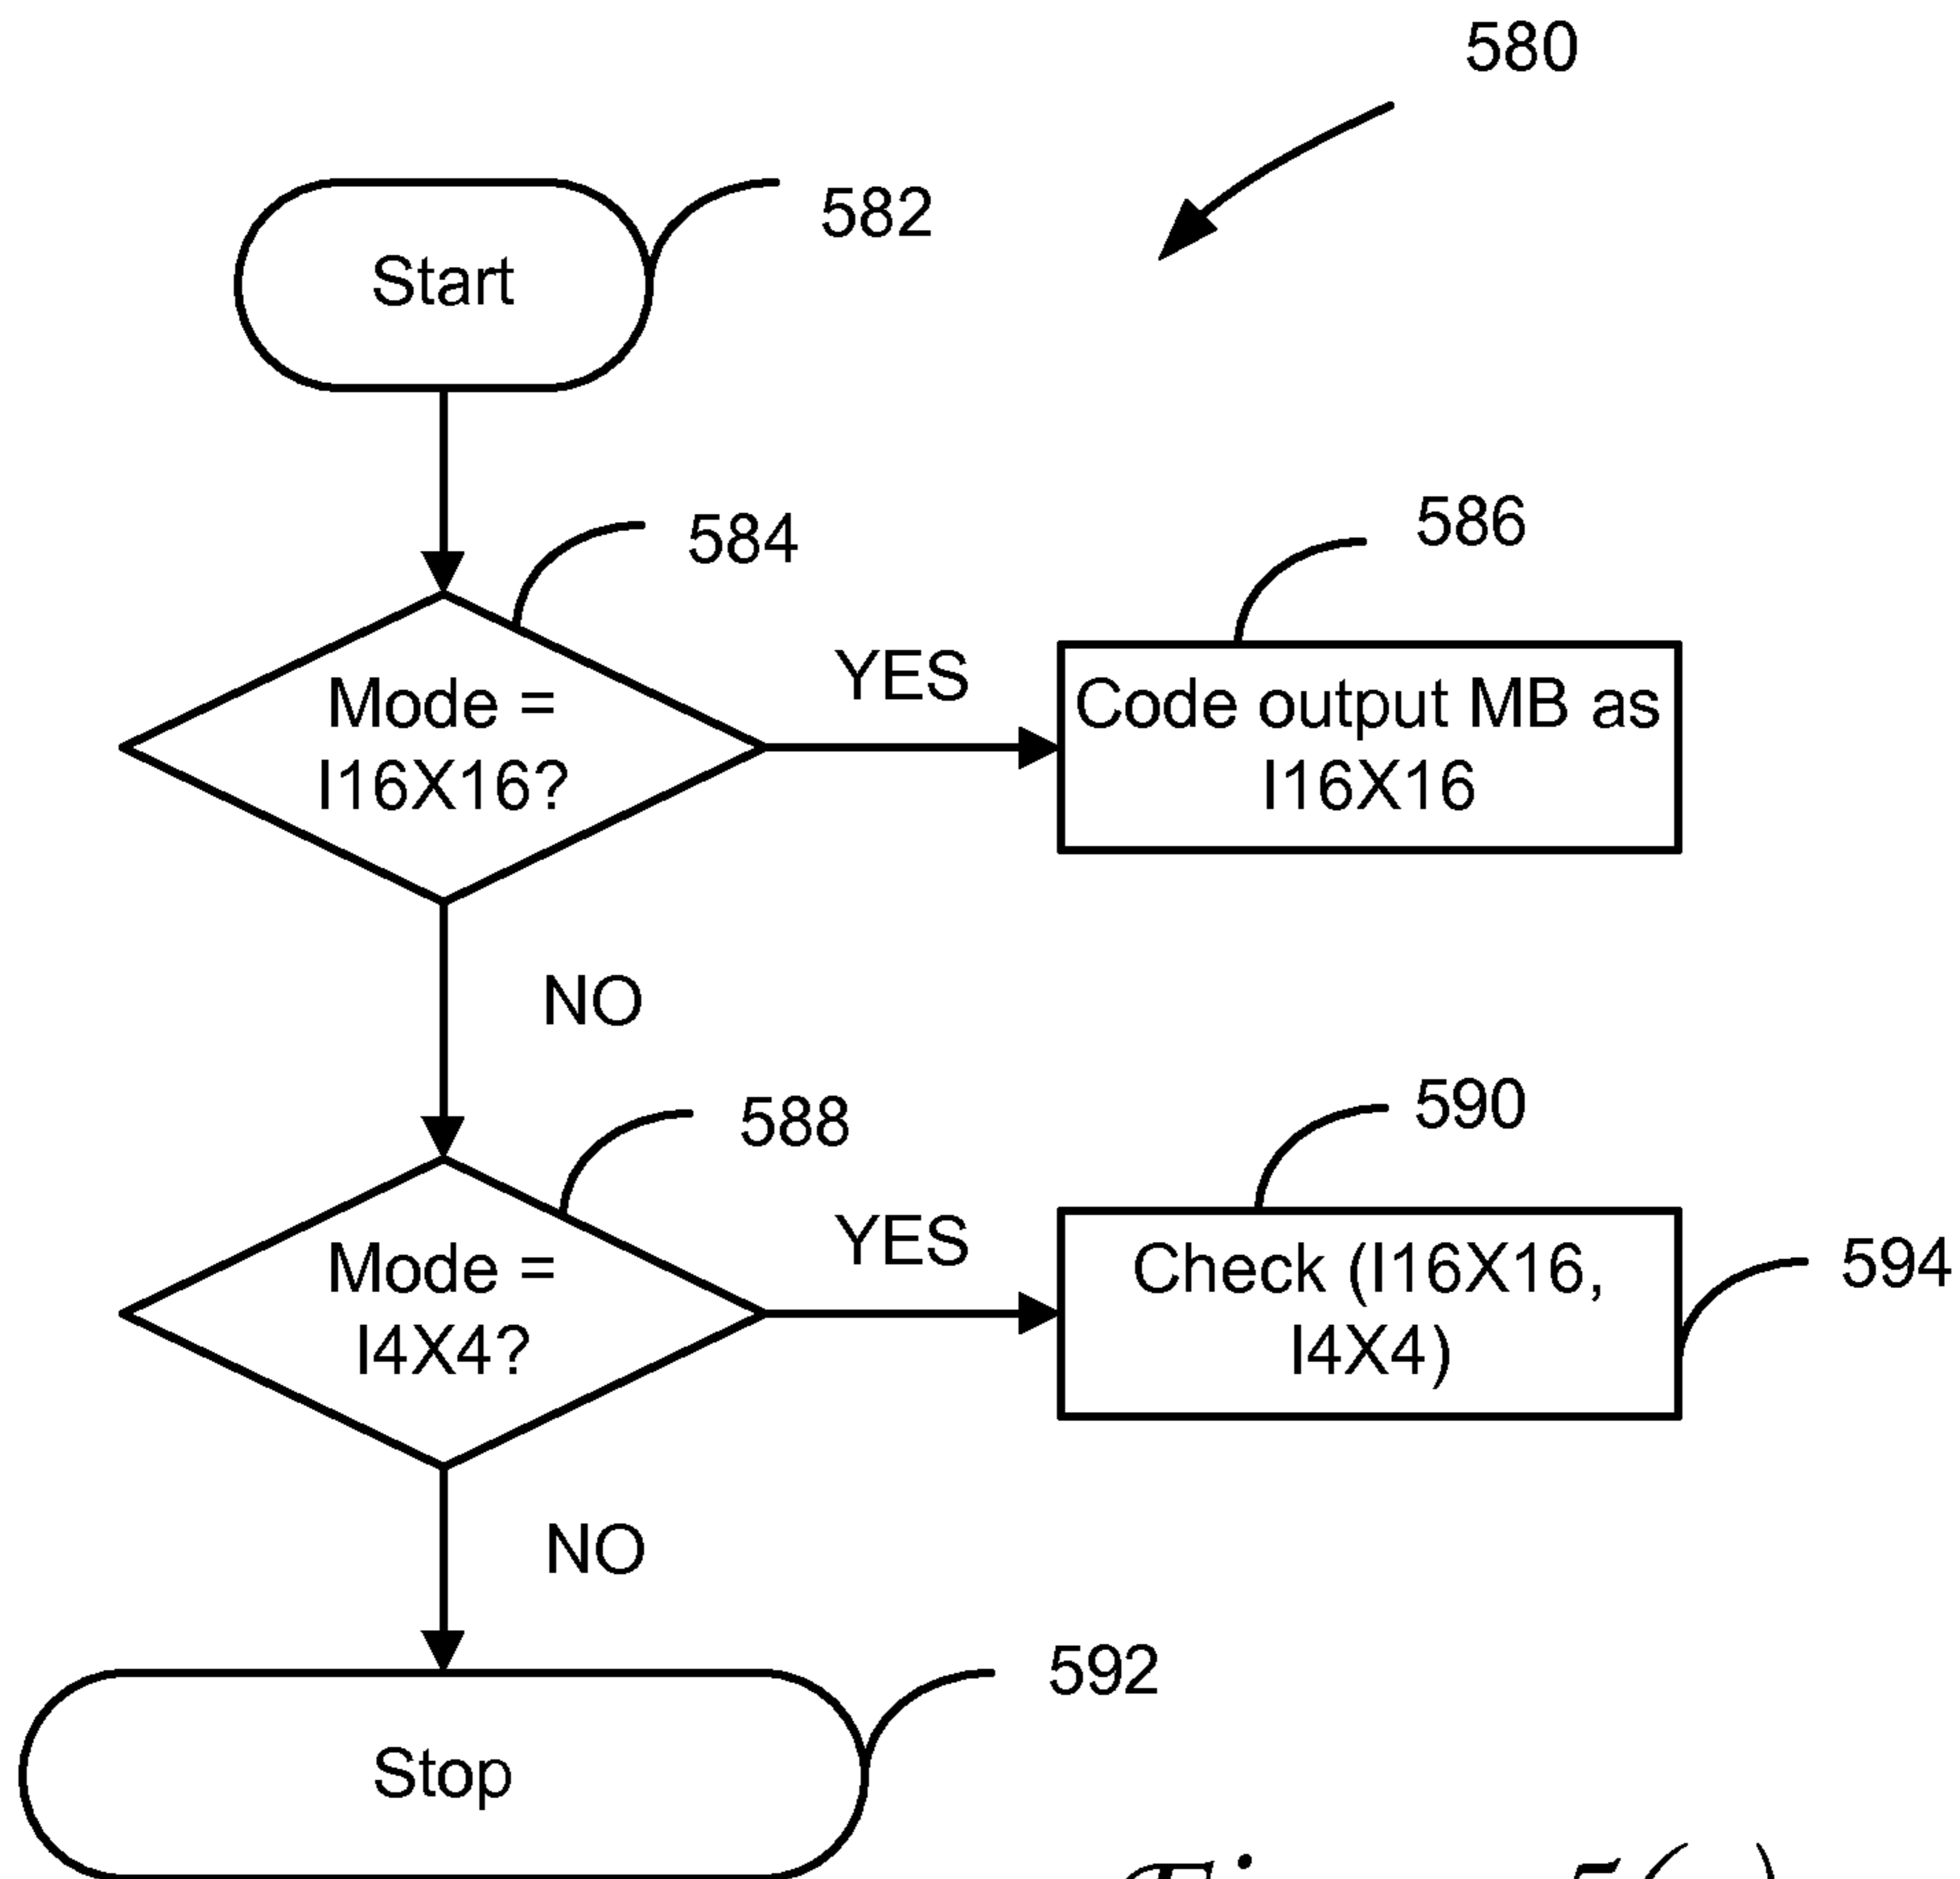 580
582
Start
584
586
Mode =
I16X16?
YES
Code output MB as
I16X16
NO
588
590
Mode =
I4X4?
YES
Check (I16X16,
I4X4)
594
NO
592
Stop